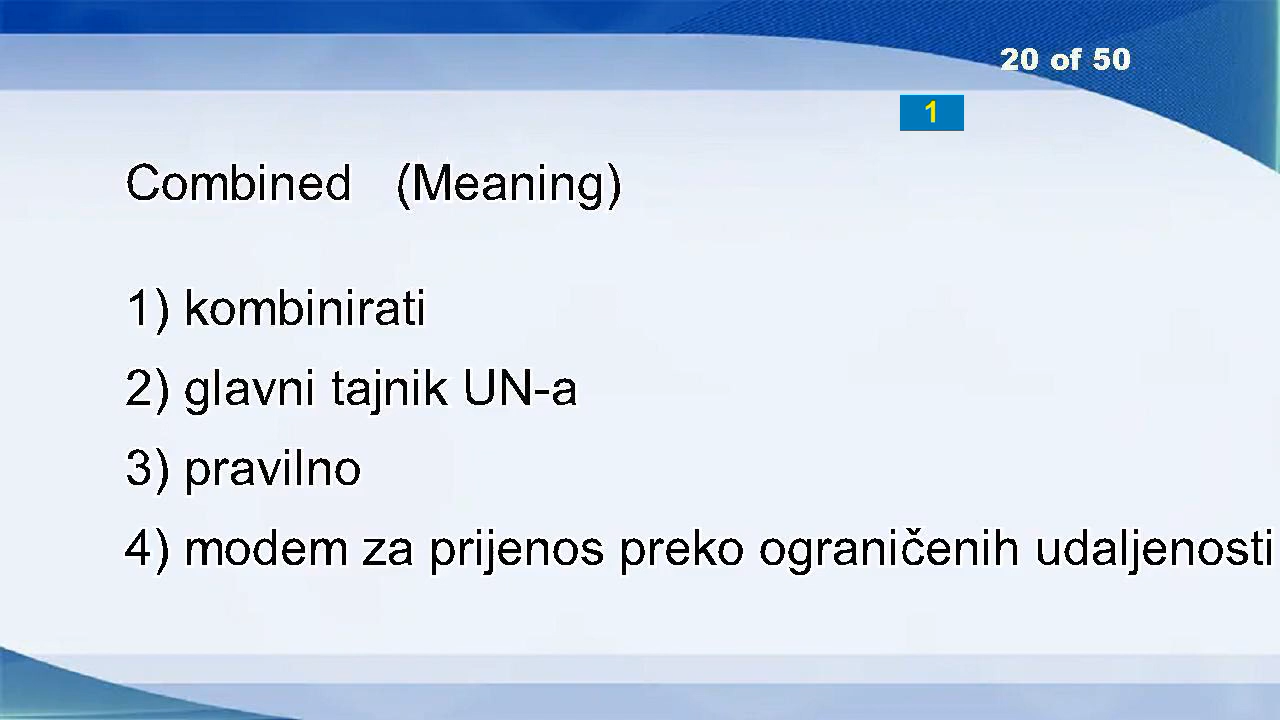 20 of 50
1
Combined (Meaning)
1) kombinirati
2) glavni tajnik UN-a
3) pravilno
4) modem za prijenos preko ograničenih udaljenosti